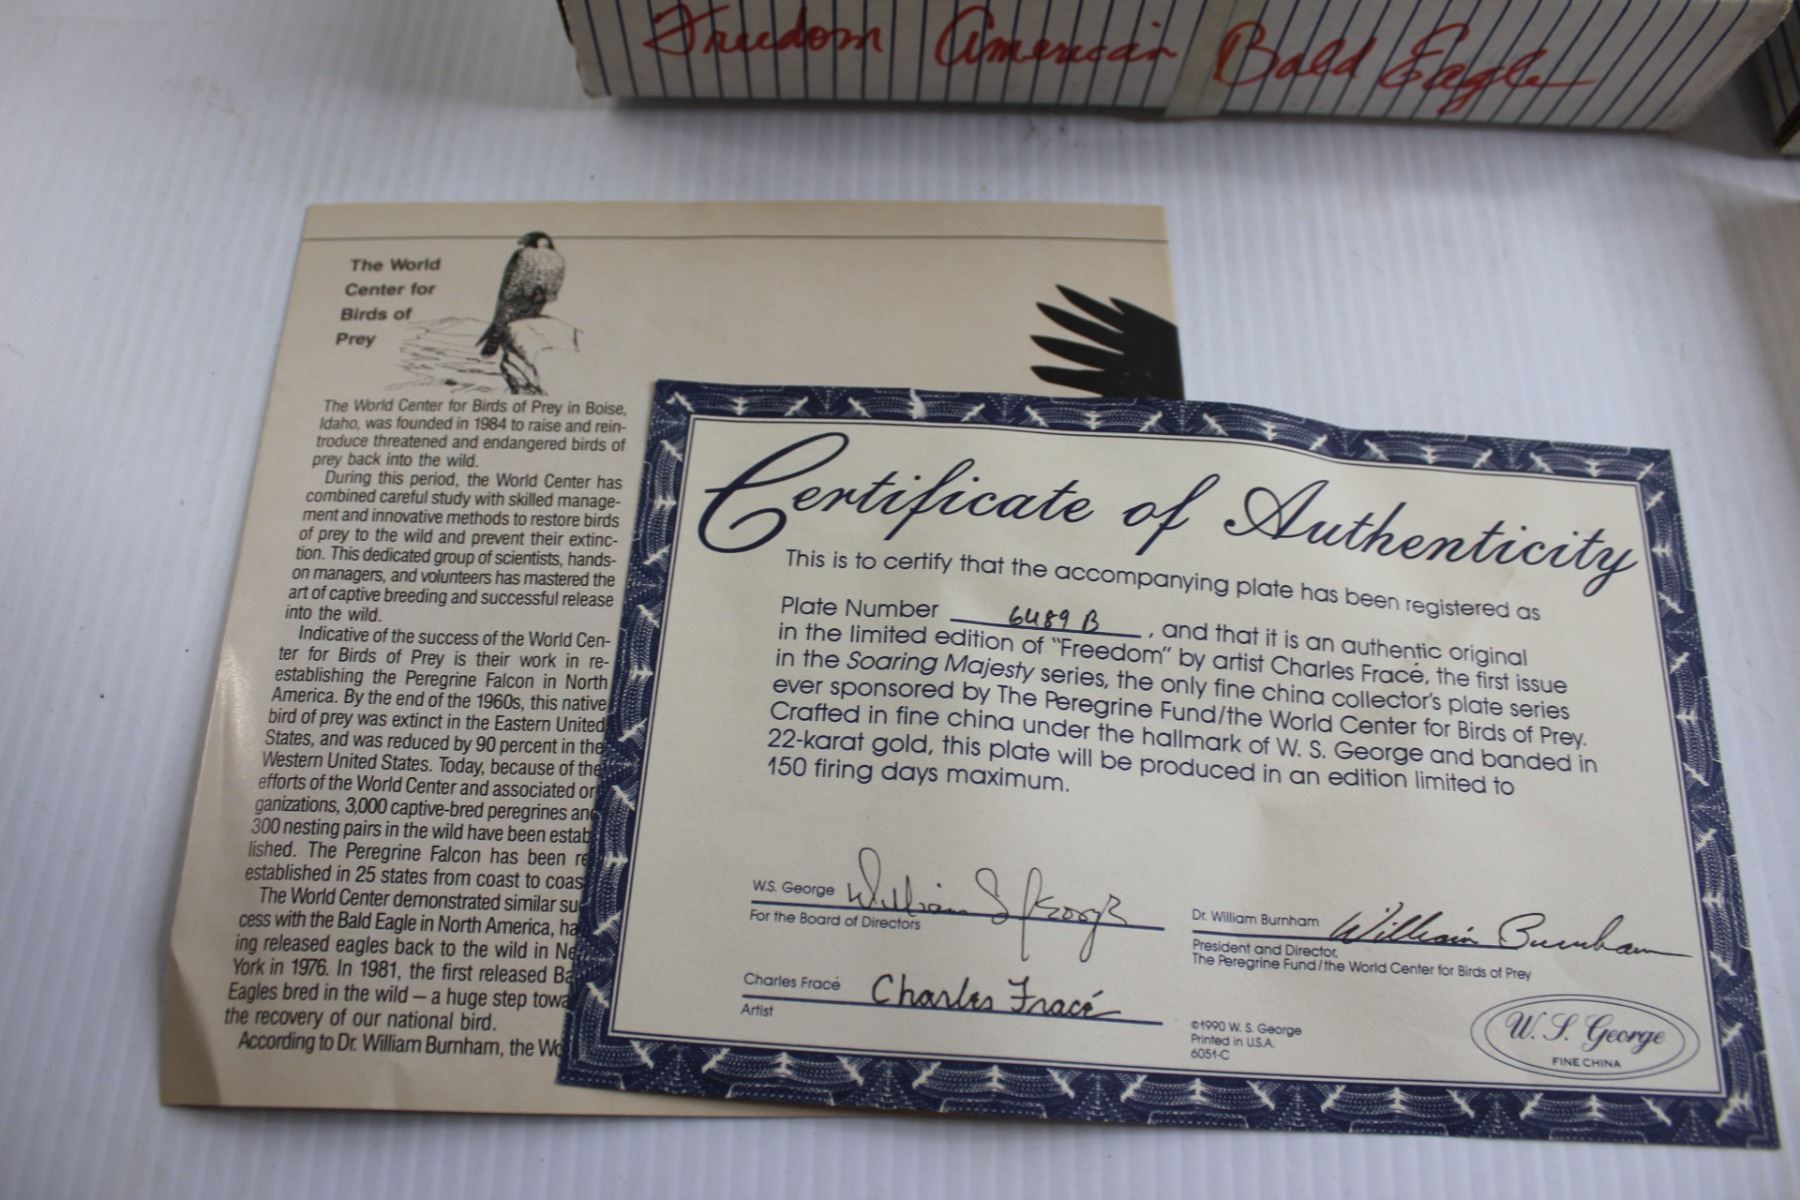 Freedom American Bald Eagle
The World
Center for
Birds of
Prey
The World Center for Birds of Prey in Boise,
Idaho, was founded in 1984 to raise and rein-
troduce threatened and endangered birds of
prey back into the wild.
During this period, the World Center has
combined careful study with skilled manage-
ment and innovative methods to restore birds
of prey to the wild and prevent their extinc-
tion. This dedicated group of scientists, hands-
on managers, and volunteers has mastered the
art of captive breeding and successful release
into the wild.
Indicative of the success of the World Cen-
ter for Birds of Prey is their work in re-
establishing the Peregrine Falcon in North
America. By the end of the 1960s, this native
bird of prey was extinct in the Eastern United
States, and was reduced by 90 percent in the
Western United States. Today, because of the
efforts of the World Center and associated or
ganizations, 3,000 captive-bred peregrines and
300 nesting pairs in the wild have been estab
lished. The Peregrine Falcon has been re
established in 25 states from coast to coas
The World Center demonstrated similar su
cess with the Bald Eagle in North America, ha
ing released eagles back to the wild in Ne
York in 1976. In 1981, the first released Ba
Eagles bred in the wild – a huge step towa
the recovery of our national bird.
According to Dr. William Burnham, the Wo
Certificate of Authenticity
This is to certify that the accompanying plate has been registered as
Plate Number 6489 B, and that it is an authentic original
in the limited edition of "Freedom" by artist Charles Fracé, the first issue
in the Soaring Majesty series, the only fine china collector's plate series
ever sponsored by The Peregrine Fund/the World Center for Birds of Prey.
Crafted in fine china under the hallmark of W. S. George and banded in
22-karat gold, this plate will be produced in an edition limited to
150 firing days maximum.
W.S. George William S George
For the Board of Directors
Dr. William Burnham William Burnham
President and Director,
The Peregrine Fund/the World Center for Birds of Prey
Charles Fracé Charles Fracé
Artist
©1990 W. S. George
Printed in U.S.A.
6051-C
W. S. George
FINE CHINA